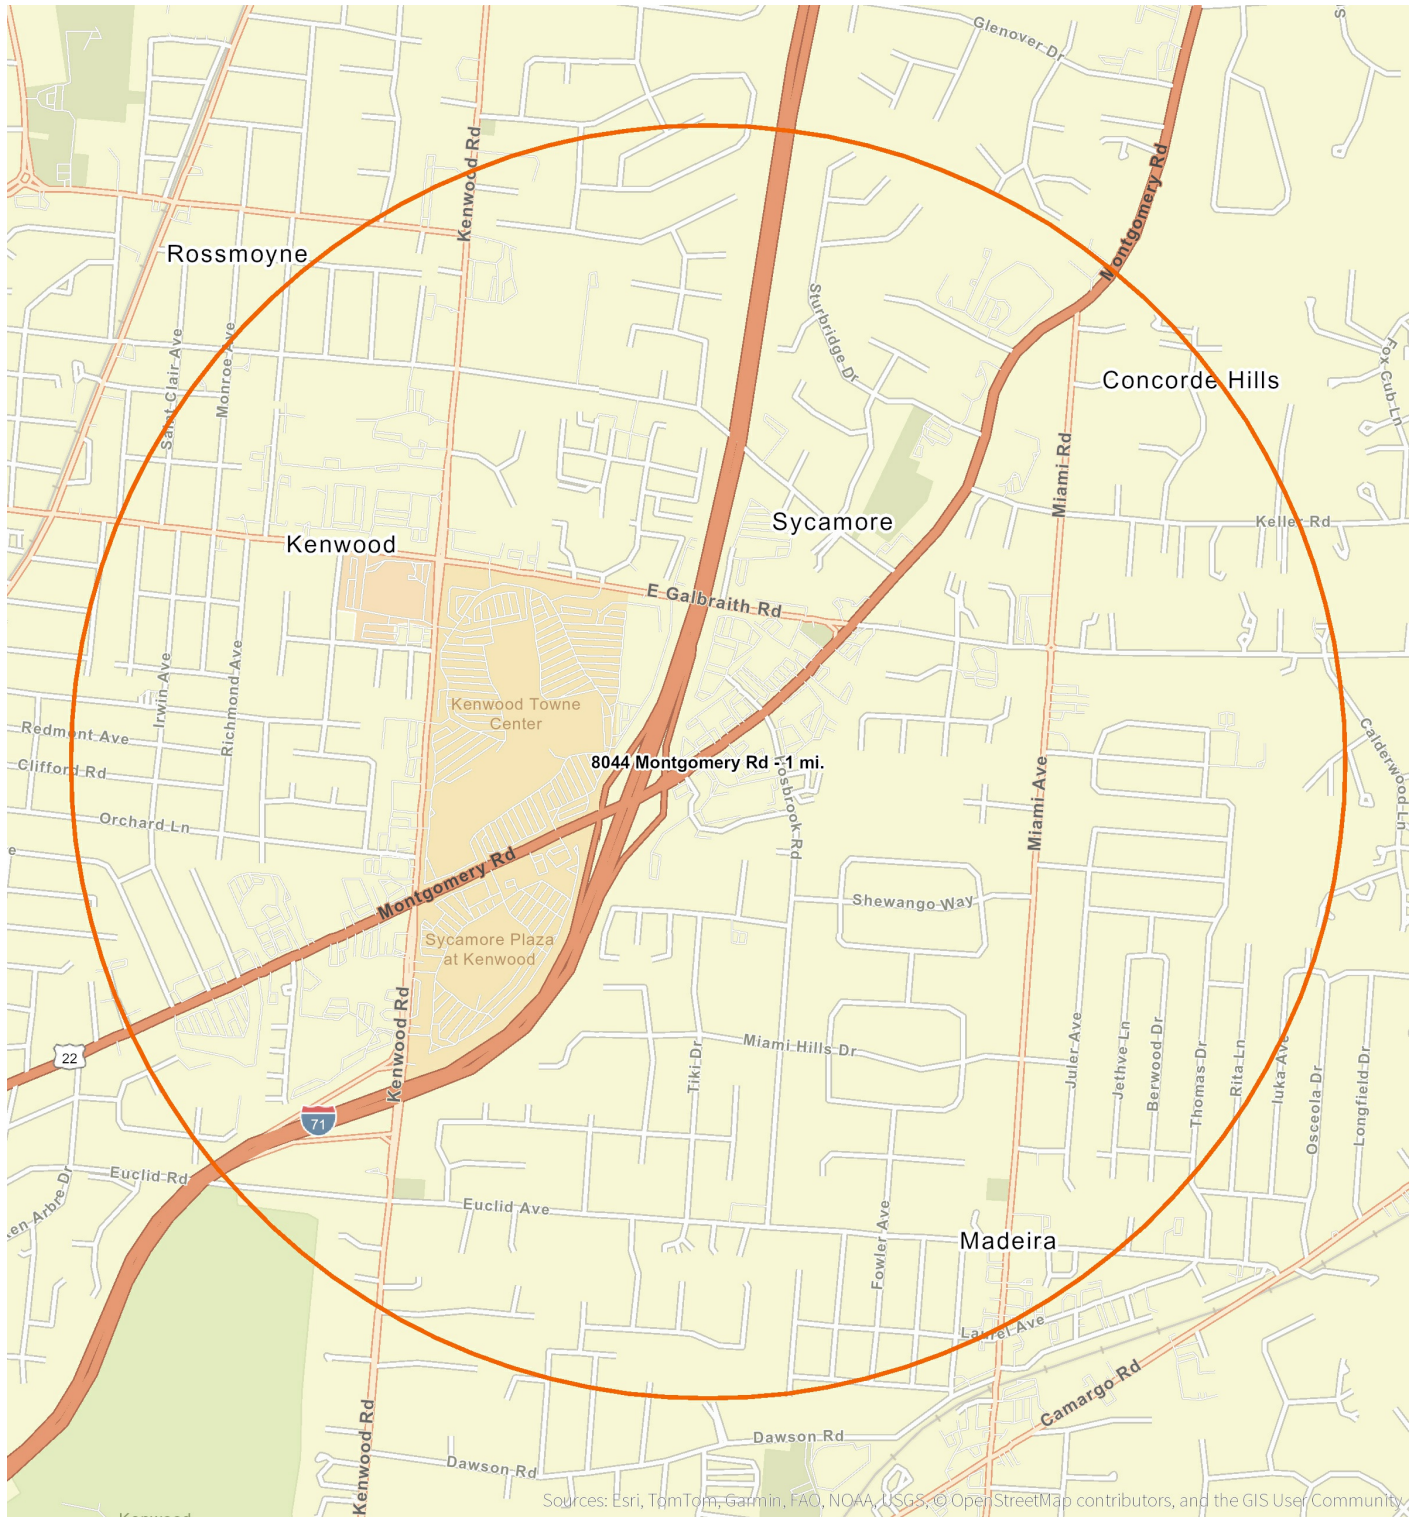 Glenover Dr
Kenwood Rd
Montgomery Rd
Rossmoyne
Sturbridge Dr
Saint Clair Ave
Monroe Ave
Concorde Hills
Fox Cub Ln
Miami Rd
Sycamore
Keller Rd
Kenwood
E Galbraith Rd
Irwin Ave
Richmond Ave
Kenwood Towne
Center
Redmont Ave
Clifford Rd
8044 Montgomery Rd - 1 mi.
Calderwood Ln
Orchard Ln
Miami Ave
Montgomery Rd
Shewango Way
Sycamore Plaza
at Kenwood
Kenwood Rd
22
Miami Hills Dr
Tiki Dr
Juler Ave
Jethve Ln
Berwood Dr
Thomas Dr
Rita Ln
Iuka Ave
Osceola Dr
Longfield Dr
71
Euclid Rd
Euclid Ave
Fowler Ave
Madeira
Laurel Ave
Camargo Rd
Kenwood Rd
Dawson Rd
Dawson Rd
Sources: Esri, TomTom, Garmin, FAO, NOAA, USGS, © OpenStreetMap contributors, and the GIS User Community